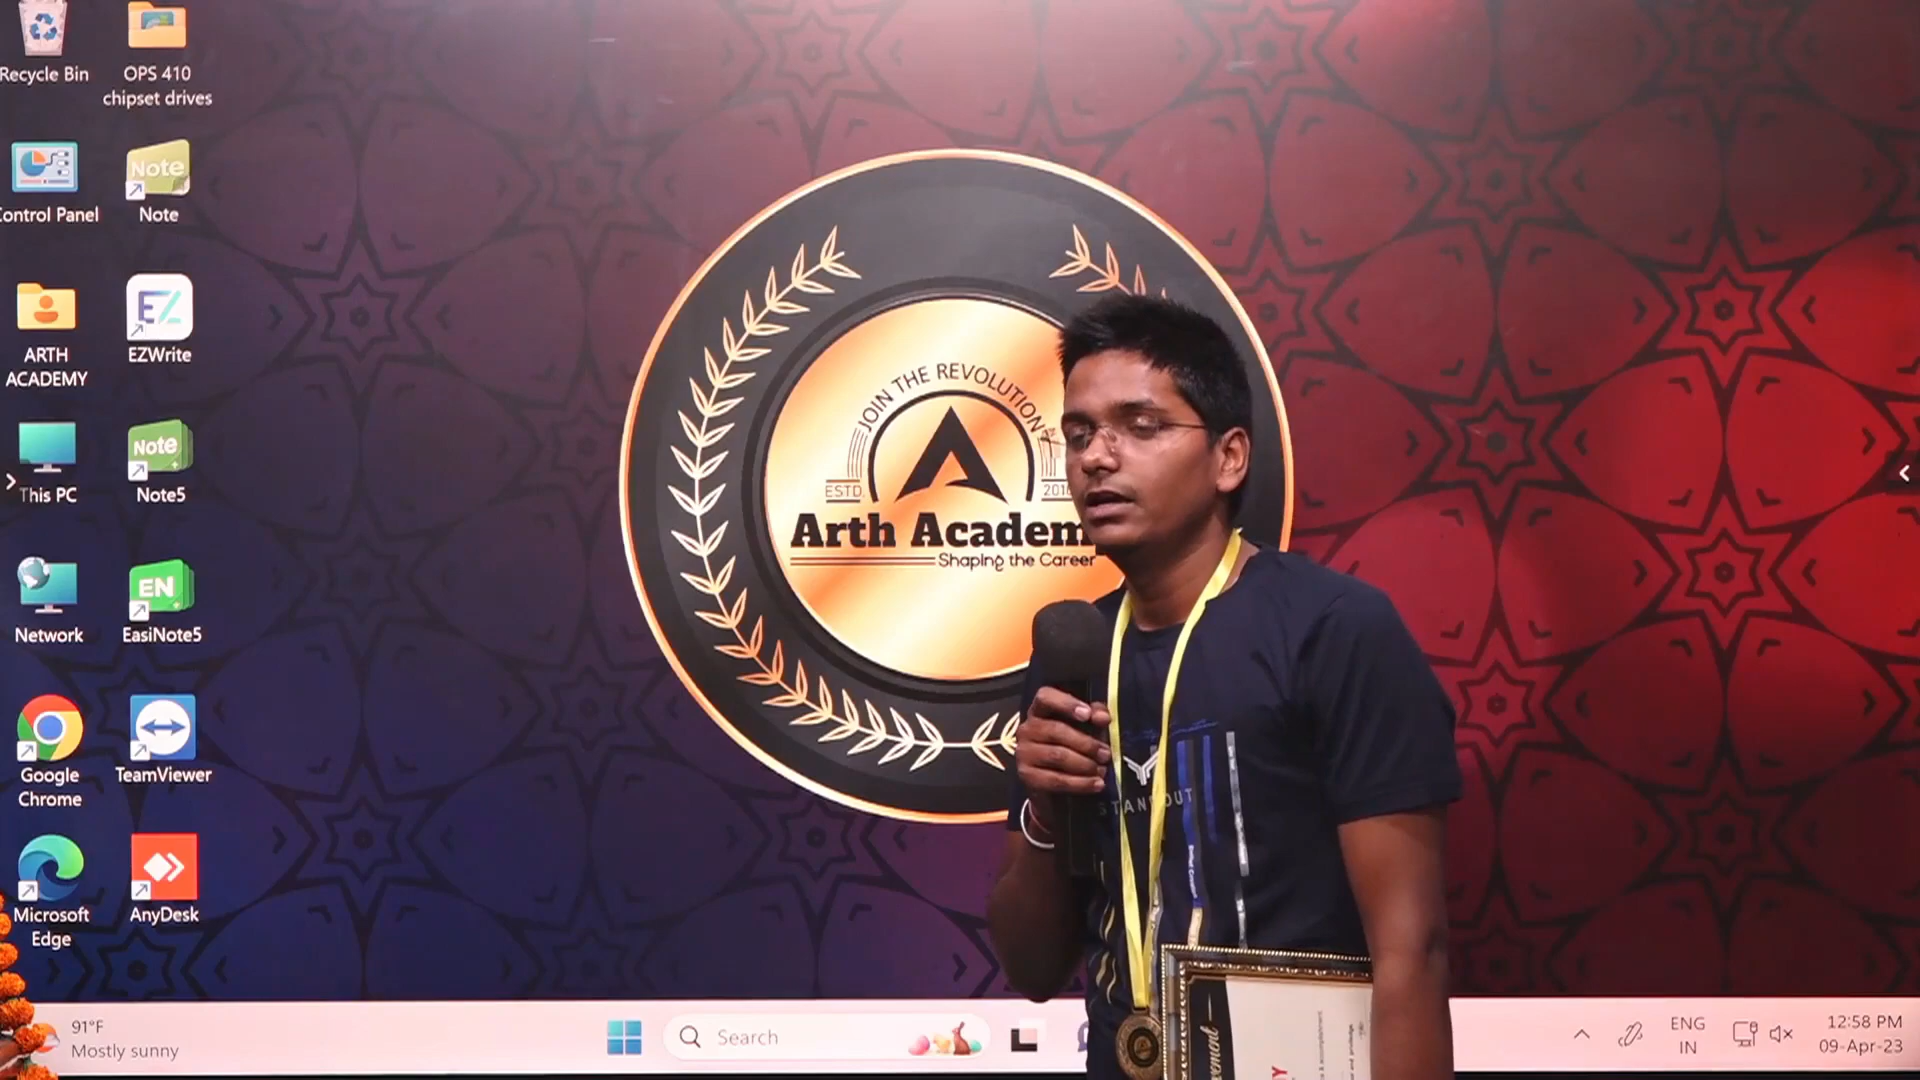 Recycle Bin
OPS 410
chipset drives
Control Panel
Note
Note
ARTH
ACADEMY
EZ
EZWrite
This PC
Note
Note5
Network
EN
EasiNote5
Google
Chrome
TeamViewer
Microsoft
Edge
AnyDesk
JOIN THE REVOLUTION
ESTD.
Arth Academ
Shaping the Career
STANDOUT
91°F
Mostly sunny
Search
ENG
IN
12:58 PM
09-Apr-23